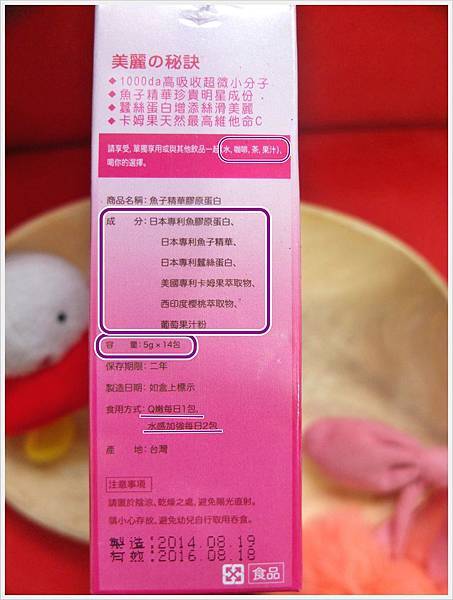 美麗の秘訣
◆1000da高吸收超微小分子
◆魚子精華珍貴明星成份.
◆蠶絲蛋白增添絲滑美麗
◆卡姆果天然最高維他命C
請享受,單獨享用或與其他飲品一起(水,咖啡,茶,果汁),
喝你的選擇。
商品名稱:魚子精華膠原蛋白
成 分:日本專利魚膠原蛋白、
日本專利魚子精華、
日本專利蠶絲蛋白、
美國專利卡姆果萃取物、
西印度櫻桃萃取物、
葡萄果汁粉
容 量:5g×14包
保存期限:二年
製造日期:如盒上標示
食用方式:Q嫩每日1包,
水感加強每日2包
產 地:台灣
注意事項
請置於陰涼、乾燥之處,避免陽光直射。
請小心存放,避免幼兒自行取用吞食。
製造:2014.08.19
有效:2016.08.18
食品